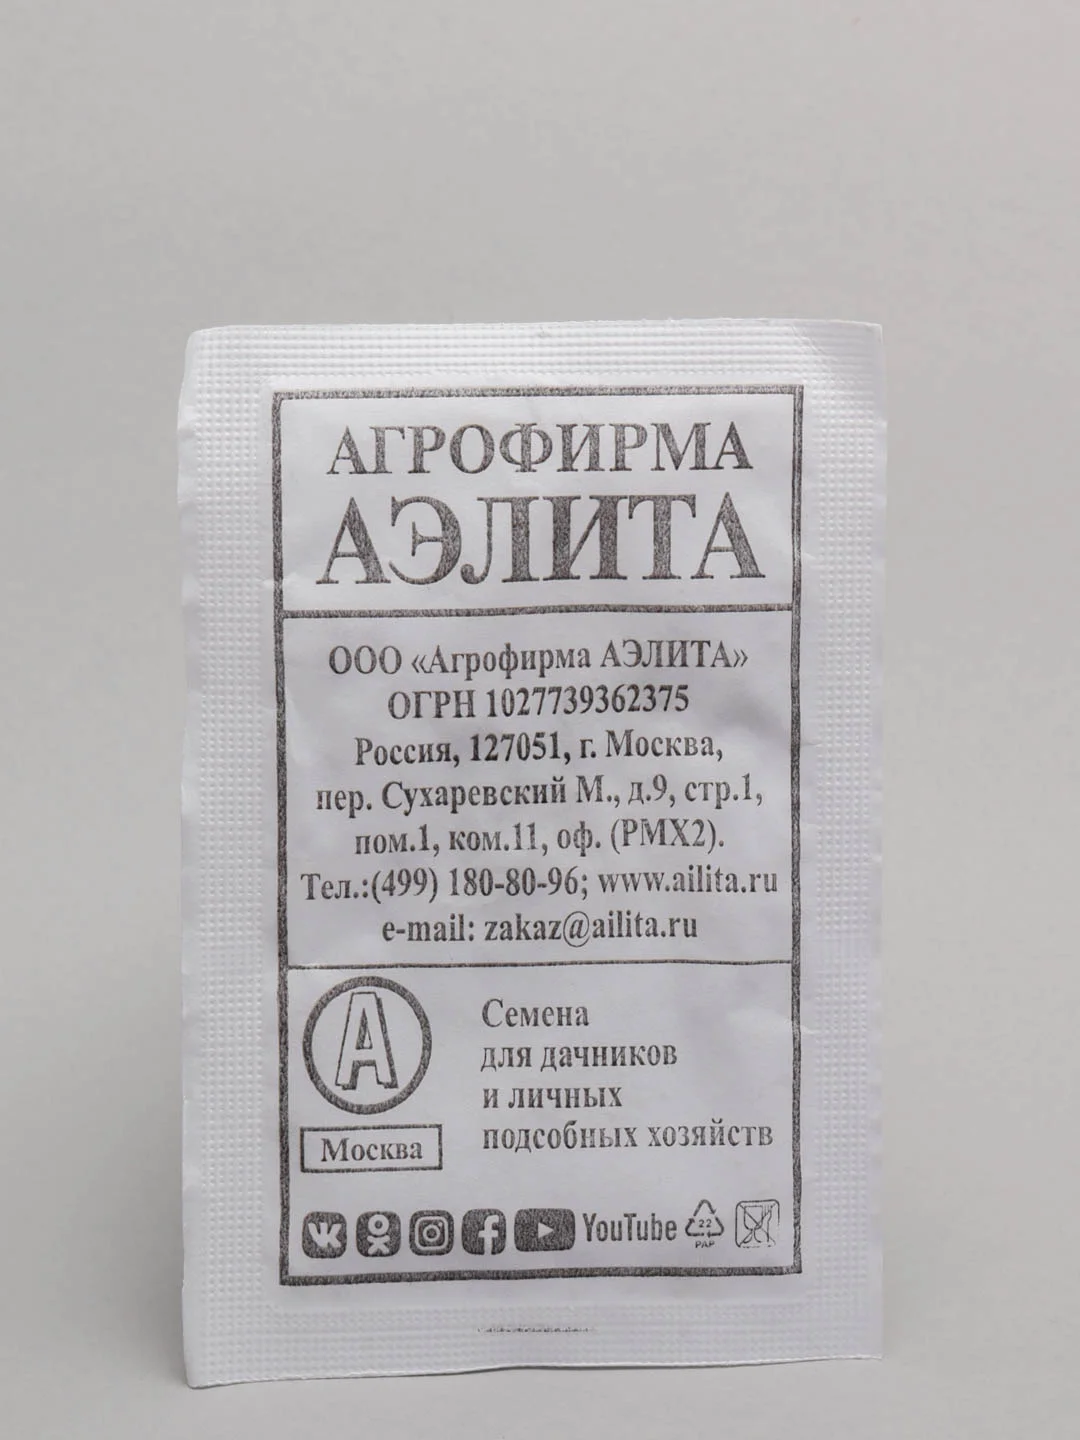 АГРОФИРМА
АЭЛИТА
ООО «Агрофирма АЭЛИТА»
ОГРН 1027739362375
Россия, 127051, г. Москва,
пер. Сухаревский М., д.9, стр.1,
пом.1, ком.11, оф. (РМХ2).
Тел.:(499) 180-80-96; www.ailita.ru
e-mail: zakaz@ailita.ru
А
Москва
Семена
для дачников
и личных
подсобных хозяйств
YouTube
22
PAP